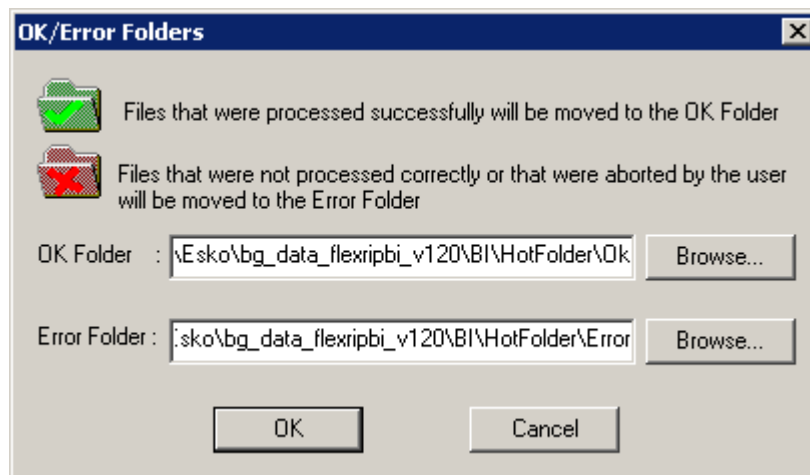 OK/Error Folders
Files that were processed successfully will be moved to the OK Folder
Files that were not processed correctly or that were aborted by the user
will be moved to the Error Folder
OK Folder : \Esko\bg_data_flexripbi_v120\BI\HotFolder\Ok Browse...
Error Folder : sko\bg_data_flexripbi_v120\BI\HotFolder\Error Browse...
OK Cancel